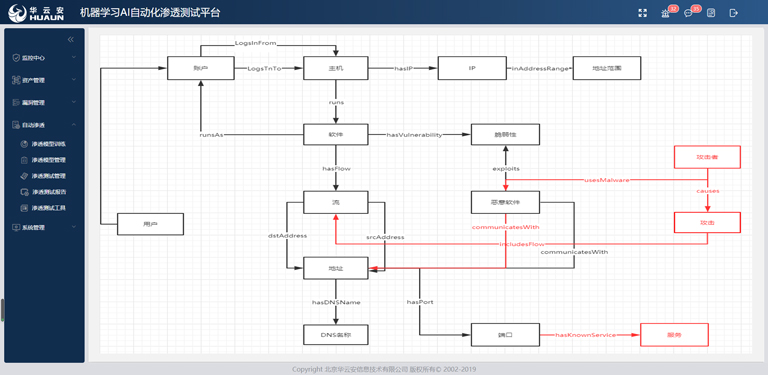 华云安
HUAUN
机器学习AI自动化渗透测试平台
32
35
监控中心
资产管理
漏洞管理
自动渗透
渗透模型训练
渗透模型管理
渗透测试管理
渗透测试报告
渗透测试工具
系统管理
LogsInFrom
账户
LogsTnTo
主机
hasIP
IP
inAddressRange
地址范围
runs
runsAs
软件
hasVulnerability
脆弱性
hasFlow
exploits
攻击者
usesMalware
causes
用户
流
恶意软件
攻击
dstAddress
srcAddress
communicatesWith
includesFlow
communicatesWith
地址
hasDNSName
hasPort
DNS名称
端口
hasKnownService
服务
Copyright 北京华云安信息技术有限公司 版权所有© 2002-2019